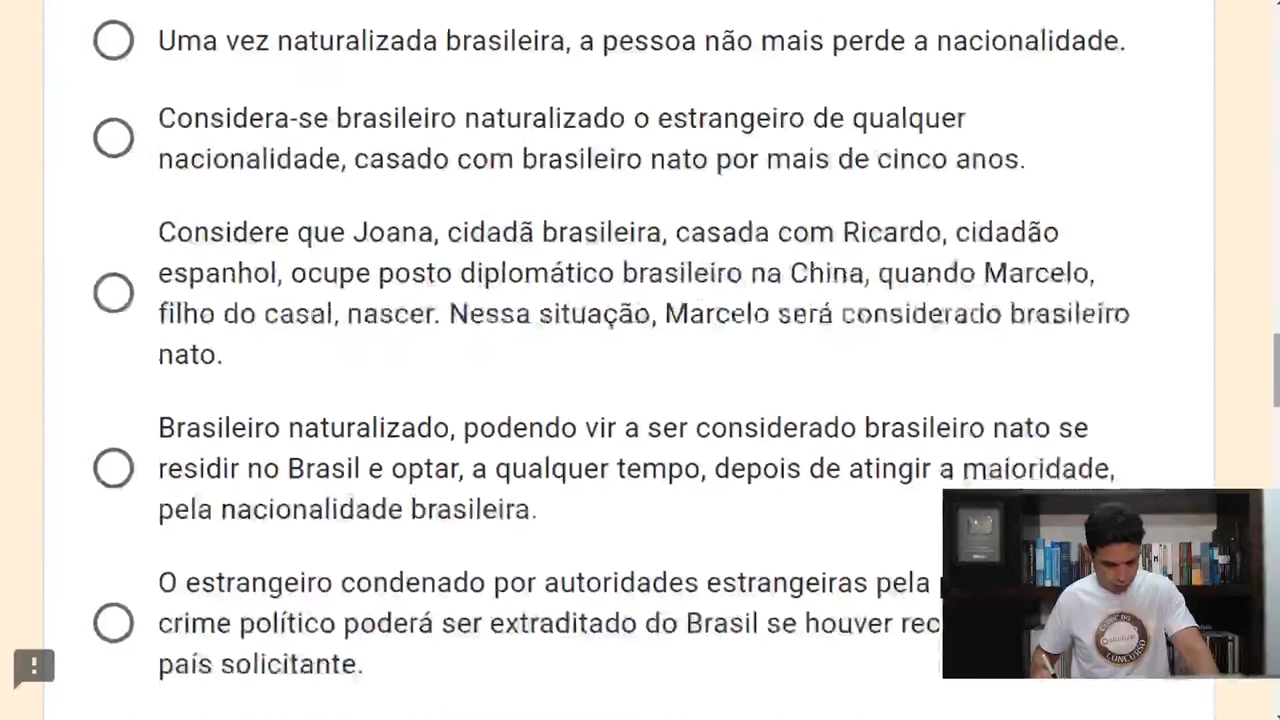 Uma vez naturalizada brasileira, a pessoa não mais perde a nacionalidade.
Considera-se brasileiro naturalizado o estrangeiro de qualquer
nacionalidade, casado com brasileiro nato por mais de cinco anos.
Considere que Joana, cidadã brasileira, casada com Ricardo, cidadão
espanhol, ocupe posto diplomático brasileiro na China, quando Marcelo,
filho do casal, nascer. Nessa situação, Marcelo será considerado brasileiro
nato.
Brasileiro naturalizado, podendo vir a ser considerado brasileiro nato se
residir no Brasil e optar, a qualquer tempo, depois de atingir a maioridade,
pela nacionalidade brasileira.
O estrangeiro condenado por autoridades estrangeiras pela
crime político poderá ser extraditado do Brasil se houver
país solicitante.
CONCURSO